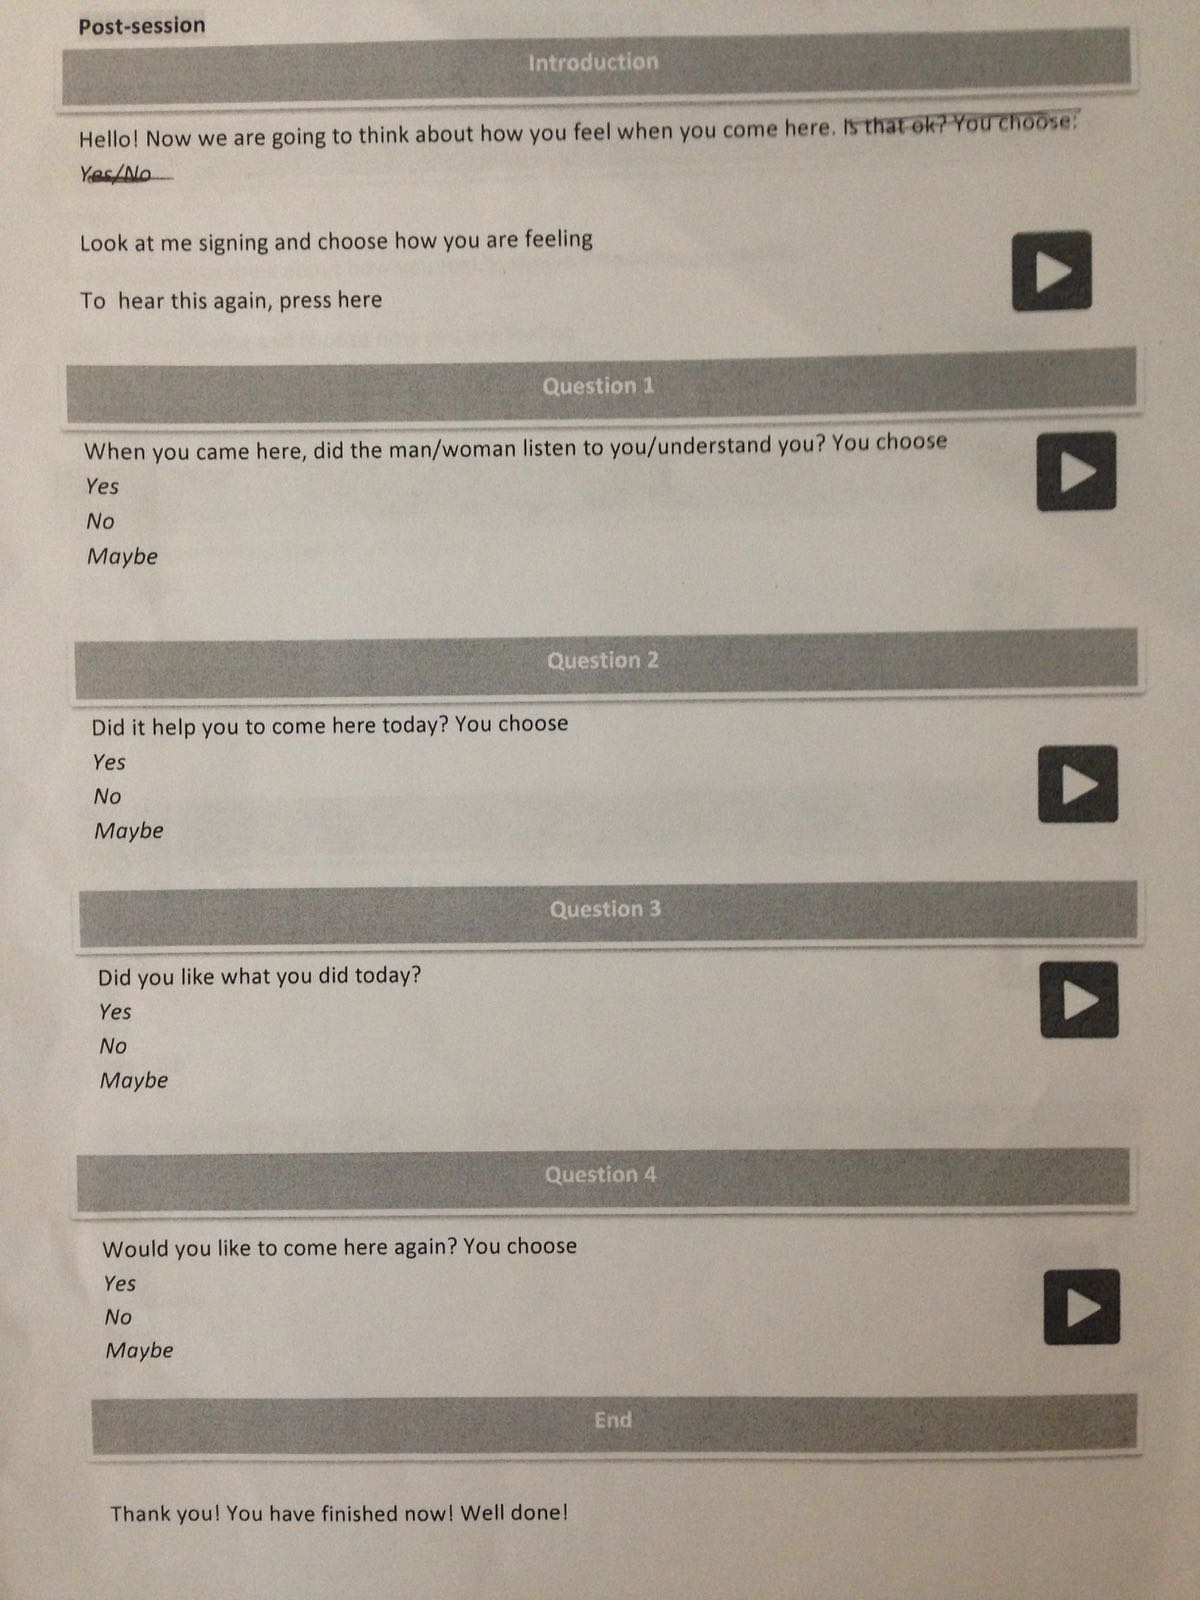 Post-session
Introduction
Hello! Now we are going to think about how you feel when you come here. Is that ok? You choose:
Yes/No
Look at me signing and choose how you are feeling
To hear this again, press here
Question 1
When you came here, did the man/woman listen to you/understand you? You choose
Yes
No
Maybe
Question 2
Did it help you to come here today? You choose
Yes
No
Maybe
Question 3
Did you like what you did today?
Yes
No
Maybe
Question 4
Would you like to come here again? You choose
Yes
No
Maybe
End
Thank you! You have finished now! Well done!